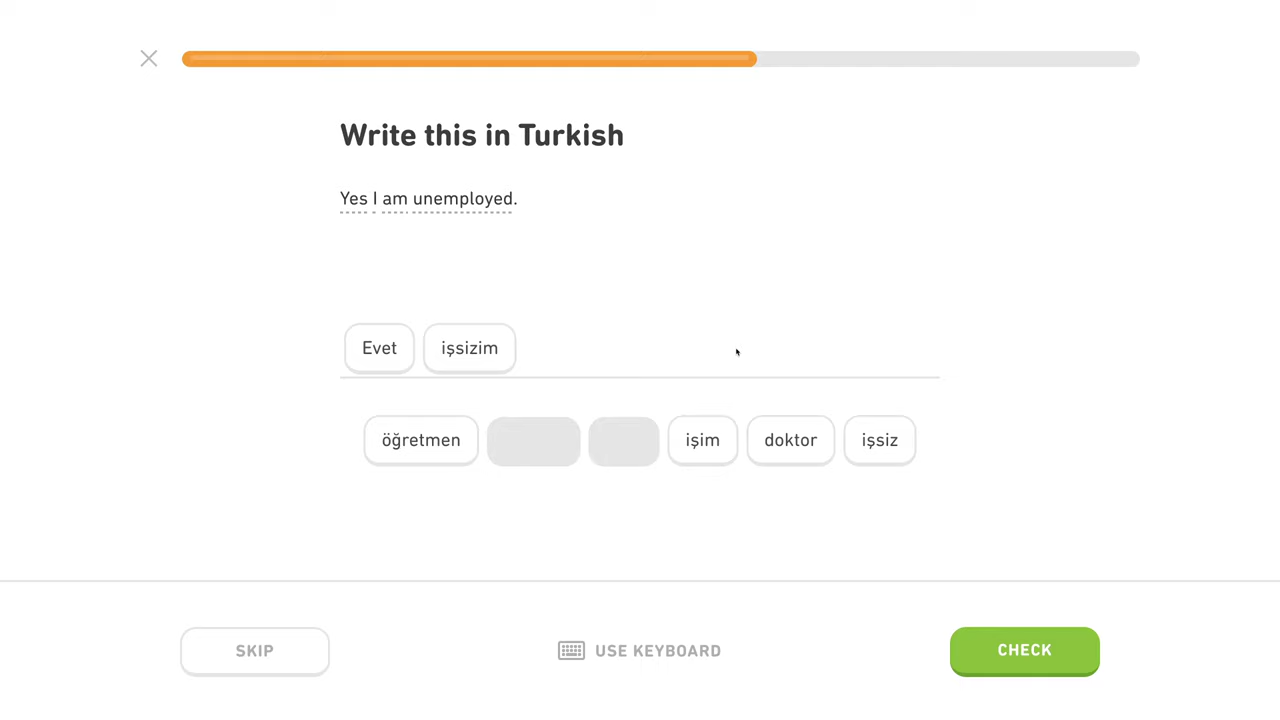 Write this in Turkish
Yes I am unemployed.
Evet işsizim
öğretmen işim doktor işsiz
SKIP USE KEYBOARD CHECK